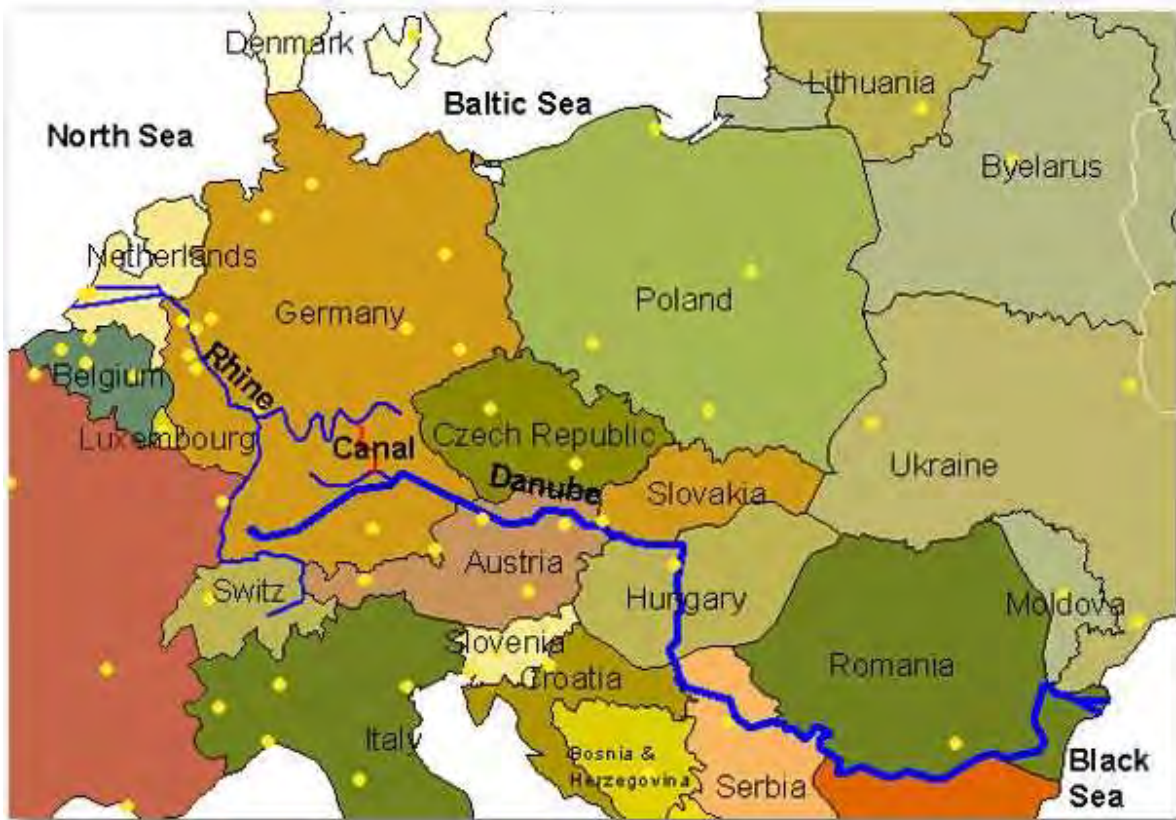 Denmark
Baltic Sea
Lithuania
North Sea
Byelarus
Netherlands
Poland
Germany
Rhine
Belgium
Luxembourg
Canal
Czech Republic
Ukraine
Danube
Slovakia
Austria
Switz
Hungary
Moldova
Slovenia
Croatia
Romania
Italy
Bosnia &
Herzegovina
Serbia
Black
Sea